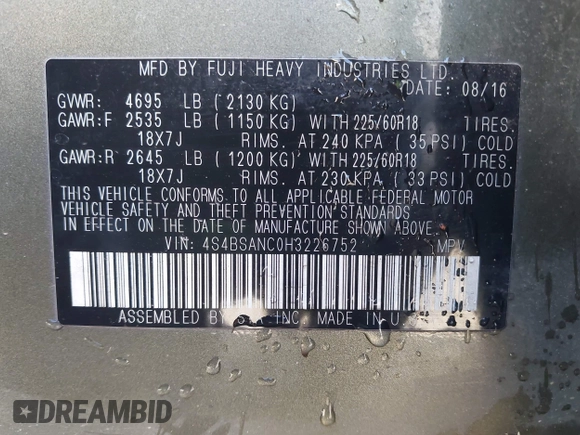 MFD BY FUJI HEAVY INDUSTRIES LTD.
DATE: 08/16
GVWR: 4695 LB (2130 KG)
GAWR:F 2535 LB (1150 KG) WITH 225/60R18 TIRES.
18X7J RIMS. AT 240 KPA (35 PSI) COLD
GAWR:R 2645 LB (1200 KG) WITH 225/60R18 TIRES.
18X7J RIMS. AT 230 KPA (33 PSI) COLD
THIS VEHICLE CONFORMS TO ALL APPLICABLE FEDERAL MOTOR
VEHICLE SAFETY AND THEFT PREVENTION STANDARDS
IN EFFECT ON THE DATE OF MANUFACTURE SHOWN ABOVE.
VIN: 4S4BSANC0H3226752 MPV
ASSEMBLED BY INC. MADE IN U
DREAMBID